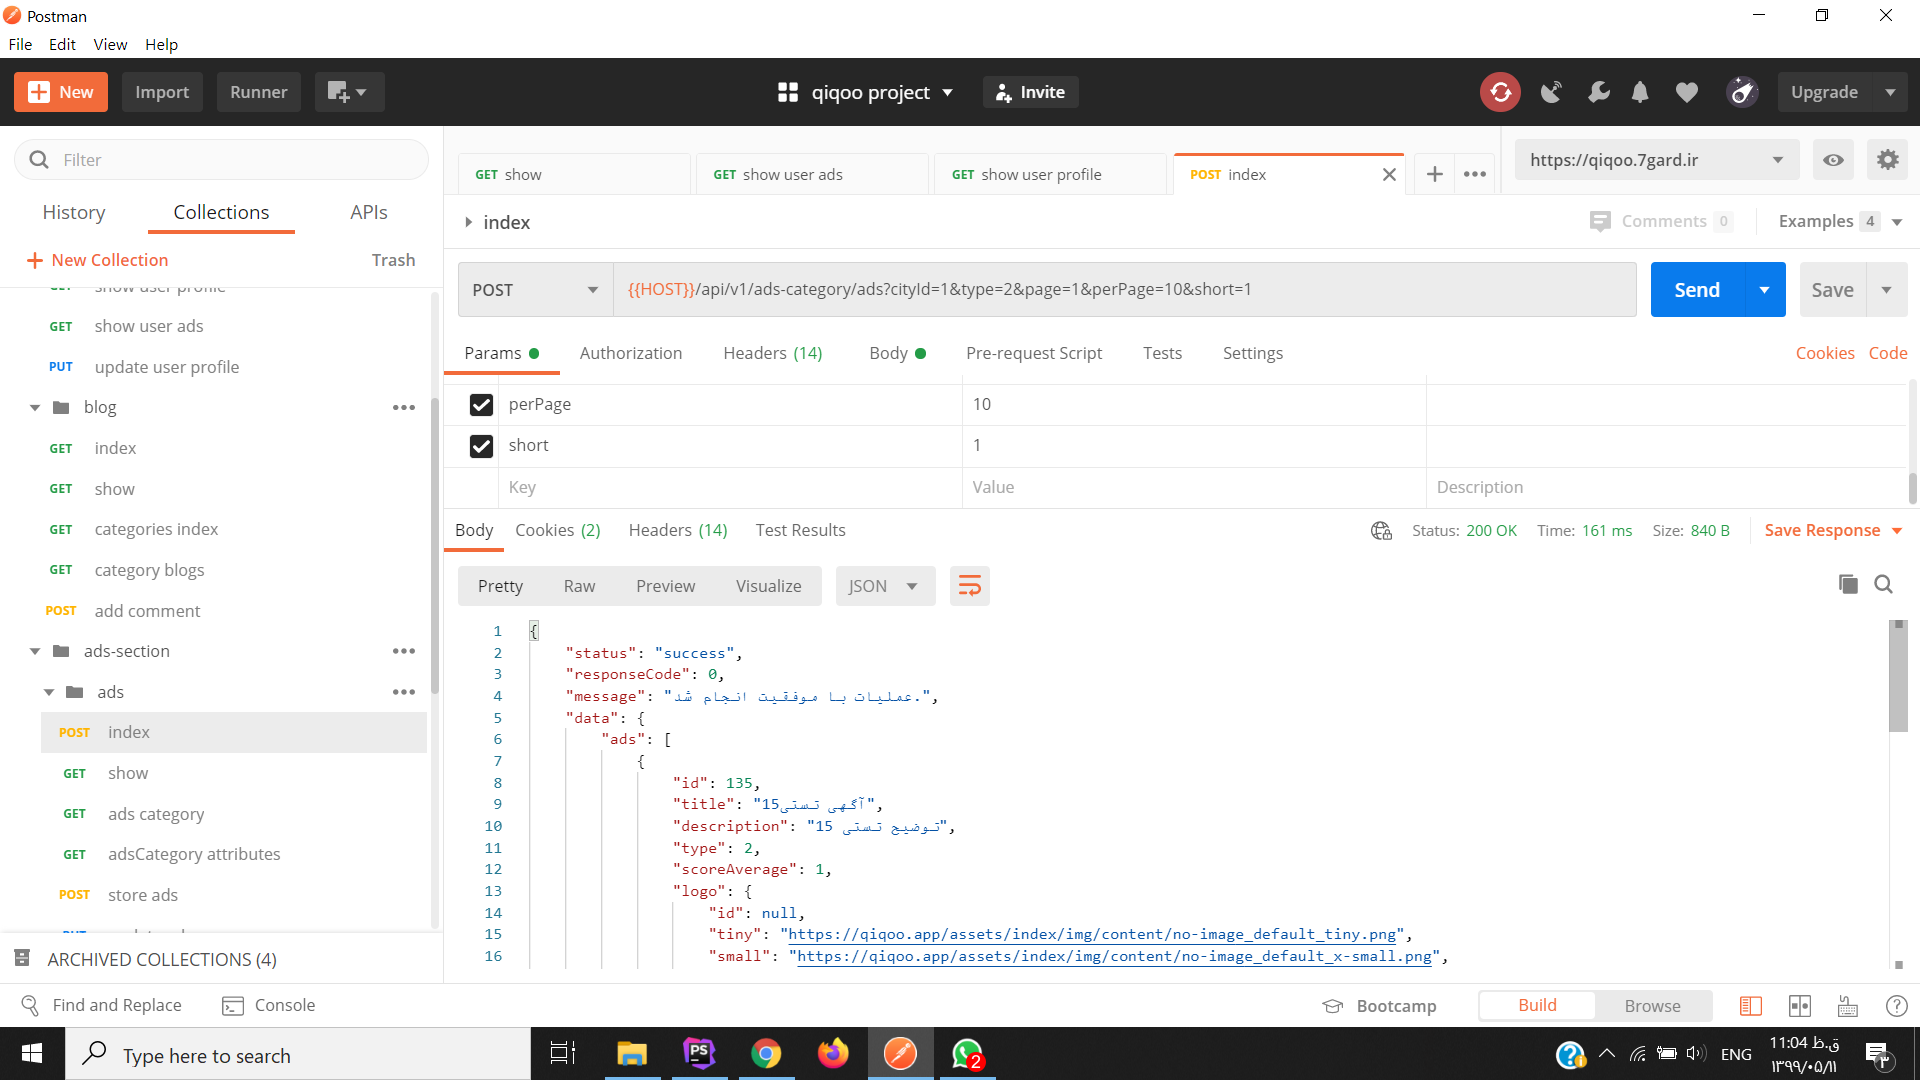 Postman
File Edit View Help
New Import Runner qiqoo project Invite Upgrade
Filter
History Collections APIs
New Collection Trash
GET show user profile
GET show user ads
PUT update user profile
blog
GET index
GET show
GET categories index
GET category blogs
POST add comment
ads-section
ads
POST index
GET show
GET ads category
GET adsCategory attributes
POST store ads
ARCHIVED COLLECTIONS (4)
GET show GET show user ads GET show user profile POST index
https://qiqoo.7gard.ir
index Comments 0 Examples 4
POST {{HOST}}/api/v1/ads-category/ads?cityId=1&type=2&page=1&perPage=10&short=1 Send Save
Params Authorization Headers (14) Body Pre-request Script Tests Settings Cookies Code
perPage 10
short 1
Key Value Description
Body Cookies (2) Headers (14) Test Results Status: 200 OK Time: 161 ms Size: 840 B Save Response
Pretty Raw Preview Visualize JSON
1 {
2 "status": "success",
3 "responseCode": 0,
4 "message": "عملیات با موفقیت انجام شد.",
5 "data": {
6 "ads": [
7 {
8 "id": 135,
9 "title": "آگهی تستی15",
10 "description": "توضیح تستی 15",
11 "type": 2,
12 "scoreAverage": 1,
13 "logo": {
14 "id": null,
15 "tiny": "https://qiqoo.app/assets/index/img/content/no-image_default_tiny.png",
16 "small": "https://qiqoo.app/assets/index/img/content/no-image_default_x-small.png",
Find and Replace Console Bootcamp Build Browse
Type here to search PS 2 ENG 11:04 ق.ظ ۳
۱۳۹۹/۰۵/۱۱